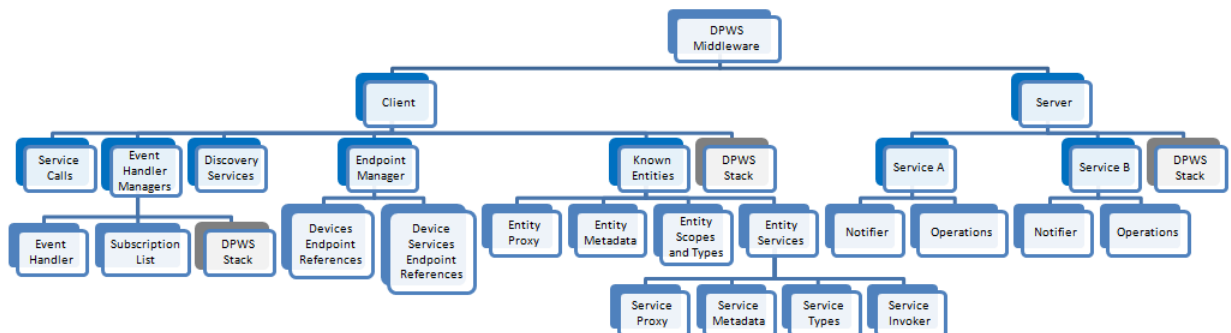 DPWS
Middleware
Client
Server
Service
Calls
Event
Handler
Managers
Discovery
Services
Endpoint
Manager
Known
Entities
DPWS
Stack
Service A
Service B
DPWS
Stack
Event
Handler
Subscription
List
DPWS
Stack
Devices
Endpoint
References
Device
Services
Endpoint
References
Entity
Proxy
Entity
Metadata
Entity
Scopes
and Types
Entity
Services
Notifier
Operations
Notifier
Operations
Service
Proxy
Service
Metadata
Service
Types
Service
Invoker